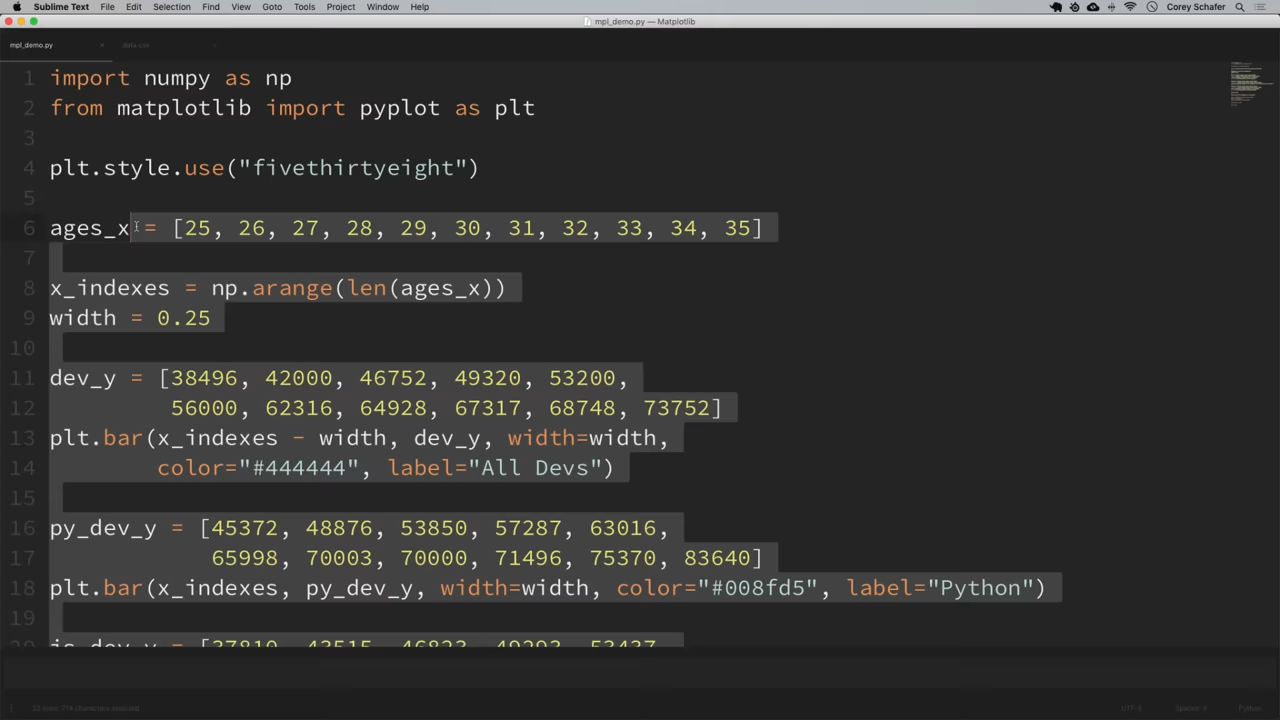 Sublime Text File Edit Selection Find View Goto Tools Project Window Help Corey Schafer
mpl_demo.py — Matplotlib
mpl_demo.py data.csv
1 import numpy as np
2 from matplotlib import pyplot as plt
3
4 plt.style.use("fivethirtyeight")
5
6 ages_x = [25, 26, 27, 28, 29, 30, 31, 32, 33, 34, 35]
7
8 x_indexes = np.arange(len(ages_x))
9 width = 0.25
10
11 dev_y = [38496, 42000, 46752, 49320, 53200,
12 56000, 62316, 64928, 67317, 68748, 73752]
13 plt.bar(x_indexes - width, dev_y, width=width,
14 color="#444444", label="All Devs")
15
16 py_dev_y = [45372, 48876, 53850, 57287, 63016,
17 65998, 70003, 70000, 71496, 75370, 83640]
18 plt.bar(x_indexes, py_dev_y, width=width, color="#008fd5", label="Python")
19
20 js_dev_y = [37810, 43515, 46823, 49293, 53437,
UTF-8 Spaces: 4 Python